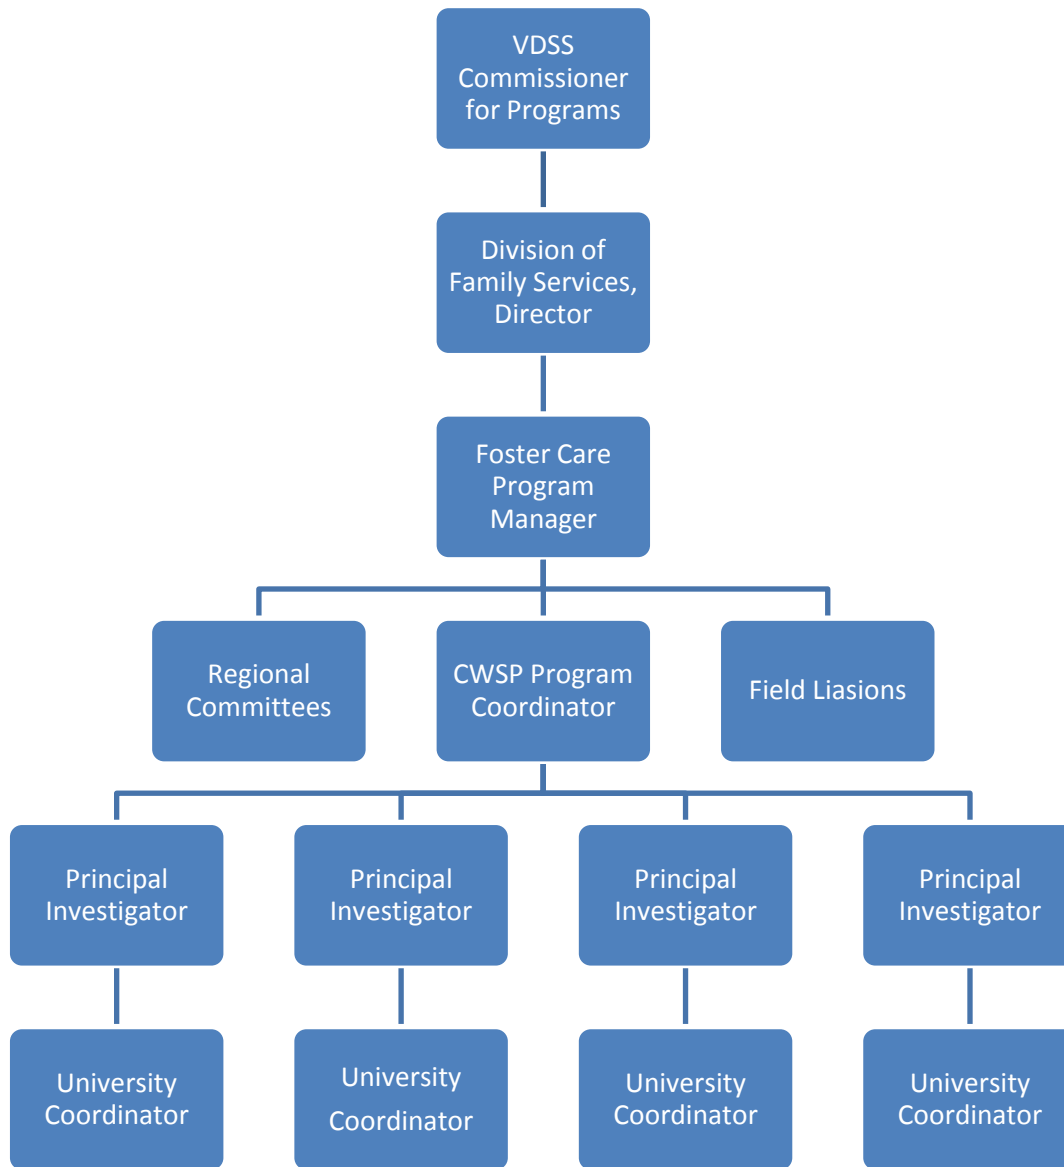 VDSS
Commissioner
for Programs
Division of
Family Services,
Director
Foster Care
Program
Manager
Regional
Committees
CWSP Program
Coordinator
Field Liasions
Principal
Investigator
Principal
Investigator
Principal
Investigator
Principal
Investigator
University
Coordinator
University
Coordinator
University
Coordinator
University
Coordinator